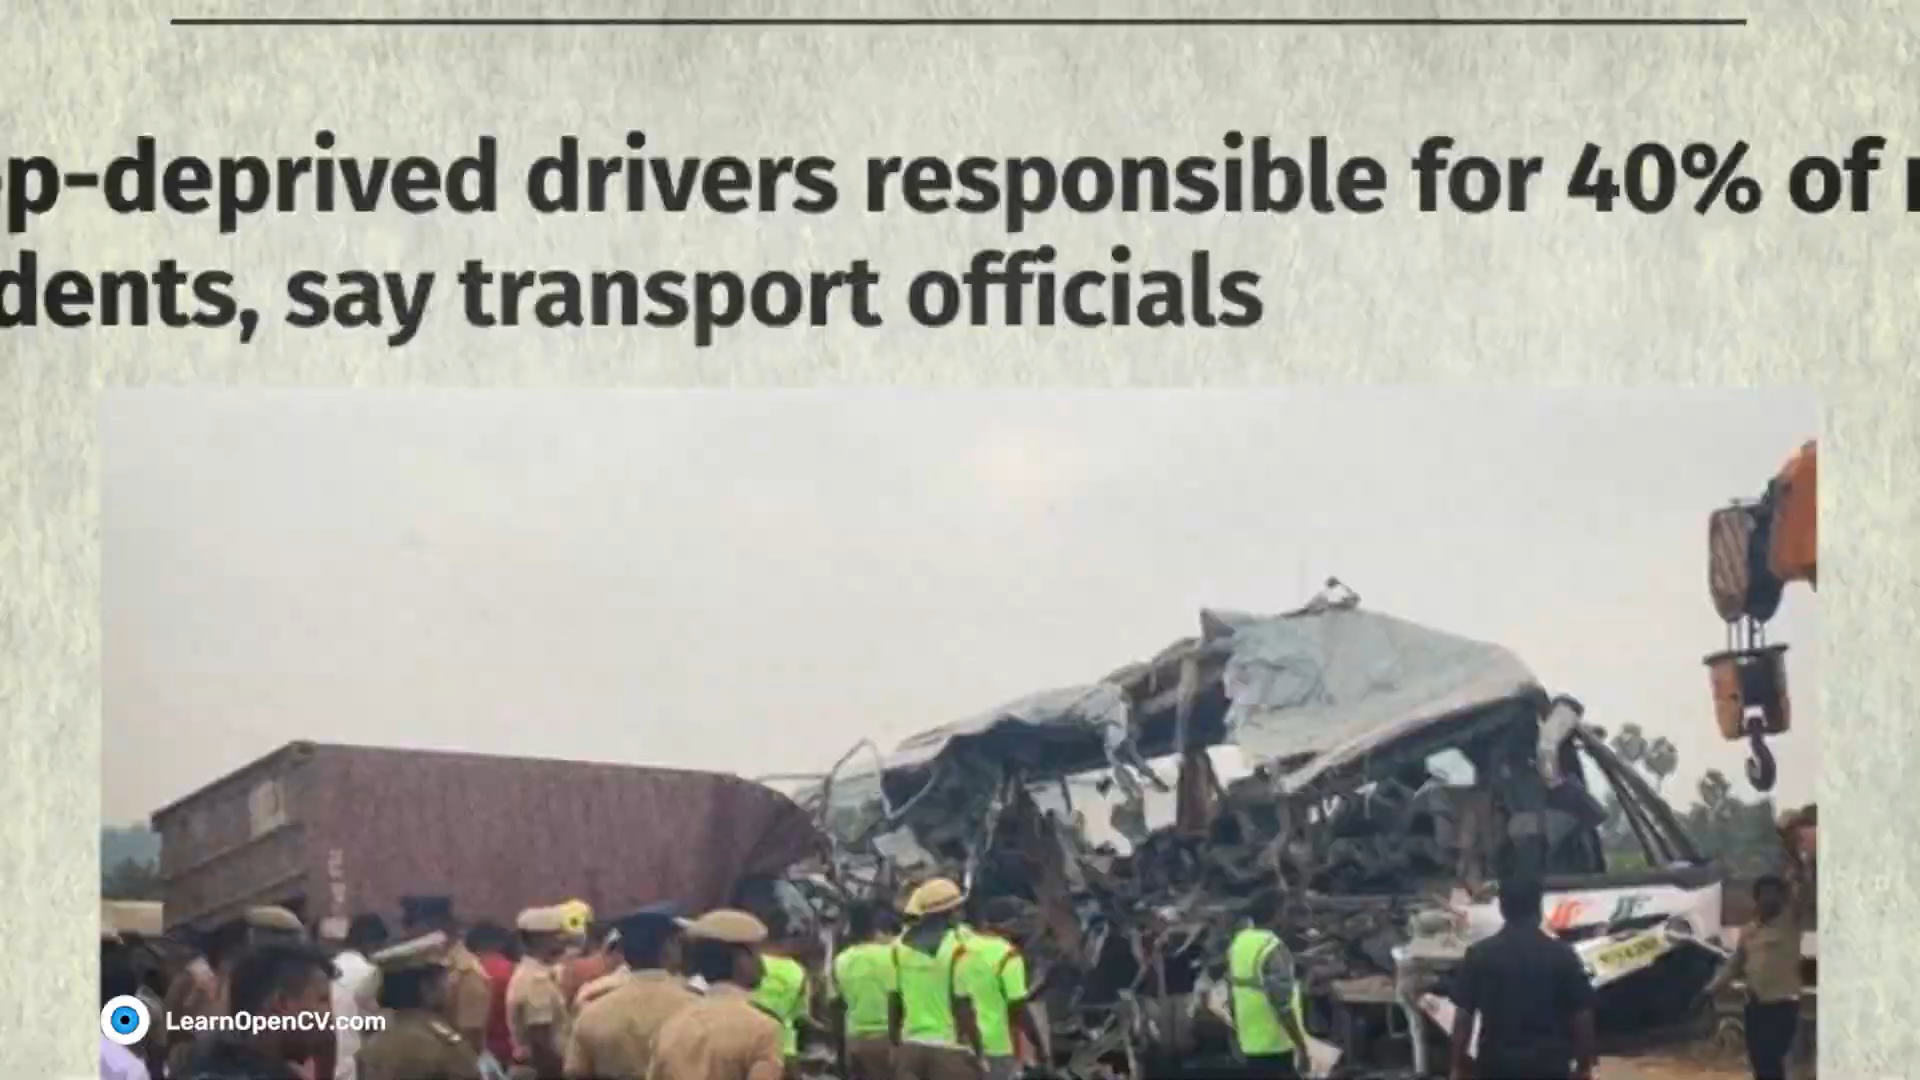 p-deprived drivers responsible for 40% of
dents, say transport officials
LearnOpenCV.com